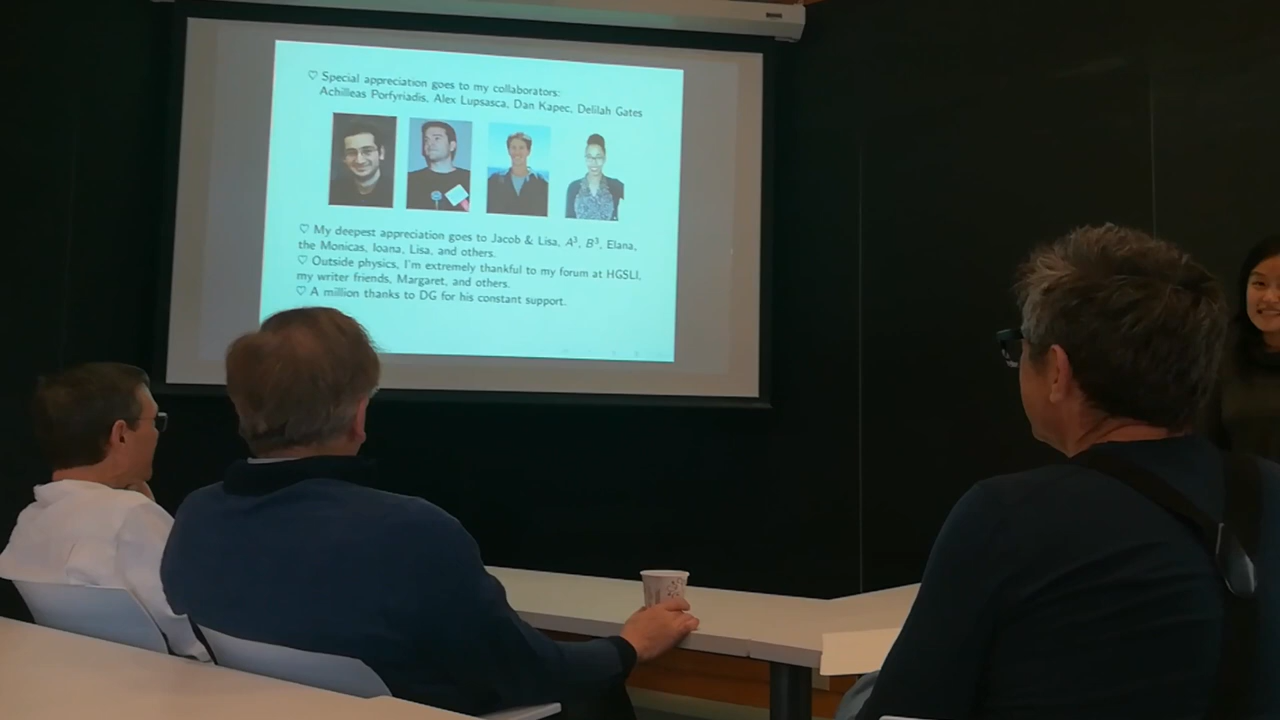 ♡ Special appreciation goes to my collaborators:
Achilleas Porfyriadis, Alex Lupsasca, Dan Kapec, Delilah Gates
♡ My deepest appreciation goes to Jacob & Lisa, A³, B³, Elana,
the Monicas, Ioana, Lisa, and others.
♡ Outside physics, I'm extremely thankful to my forum at HGSLI,
my writer friends, Margaret, and others.
♡ A million thanks to DG for his constant support.